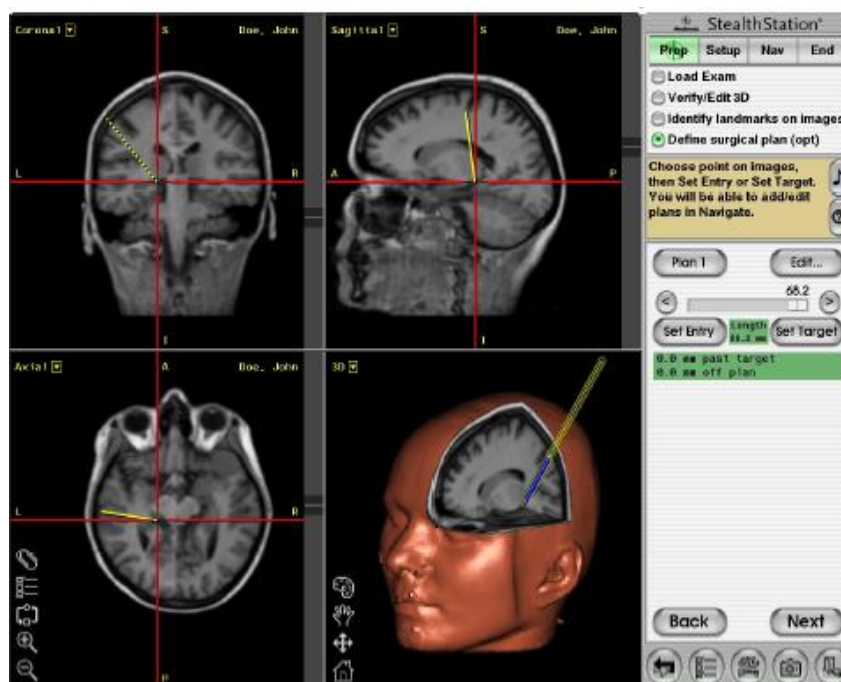 Coronal
S
Doe, John
Sagittal
S
Doe, John
L
R
A
P
I
I
Axial
A
Doe, John
3D
L
R
P
StealthStation
Prep Setup Nav End
Load Exam
Verify/Edit 3D
Identify landmarks on images
Define surgical plan (opt)
Choose point on images,
then Set Entry or Set Target.
You will be able to add/edit
plans in Navigate.
Plan 1
Edit...
68.2
< >
Set Entry
Length
68.2 mm
Set Target
0.0 mm past target
0.0 mm off plan
Back
Next